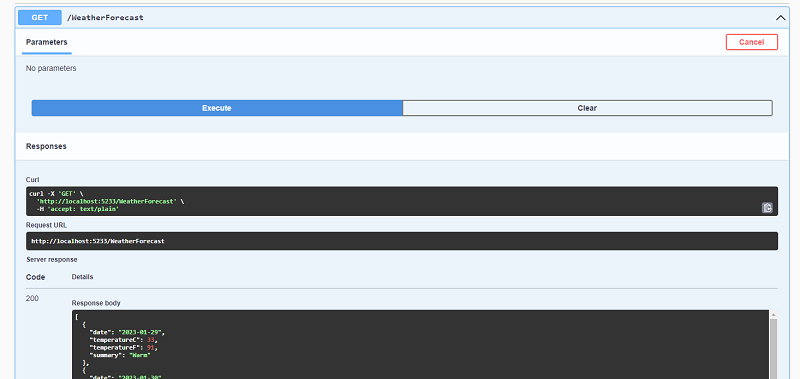 GET /WeatherForecast
Parameters
Cancel
No parameters
Execute
Clear
Responses
Curl
curl -X 'GET' \
'http://localhost:5233/WeatherForecast' \
-H 'accept: text/plain'
Request URL
http://localhost:5233/WeatherForecast
Server response
Code Details
200
Response body
[
{
"date": "2023-01-29",
"temperatureC": 33,
"temperatureF": 91,
"summary": "Warm"
},
{
"date": "2023-01-30"